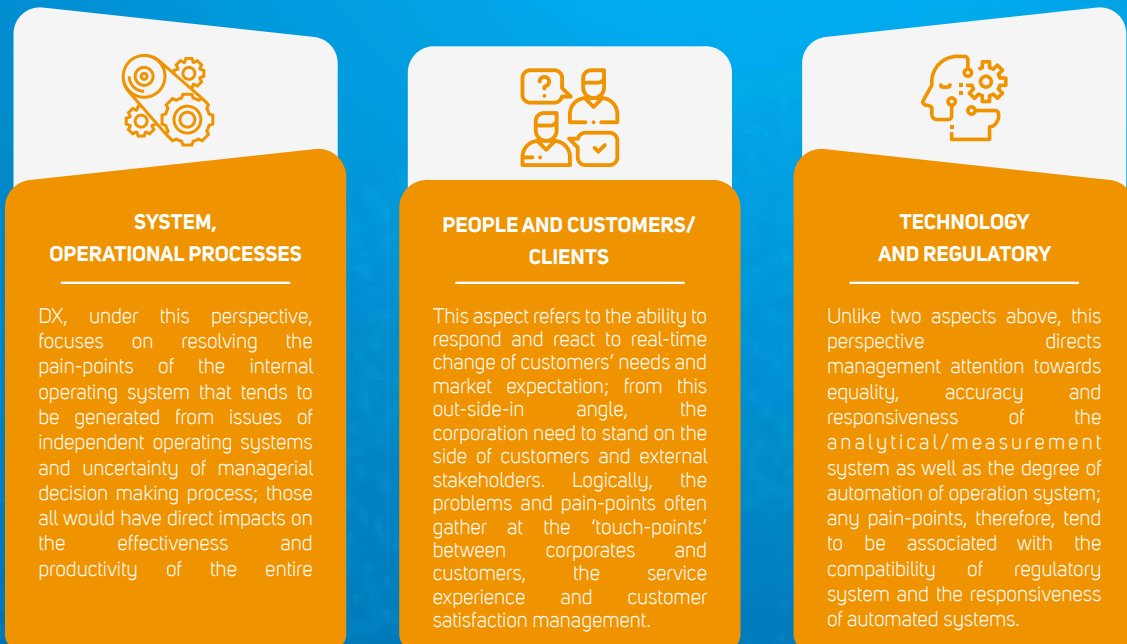 SYSTEM,
OPERATIONAL PROCESSES
DX, under this perspective,
focuses on resolving the
pain-points of the internal
operating system that tends to
be generated from issues of
independent operating systems
and uncertainty of managerial
decision making process; those
all would have direct impacts on
the effectiveness and
productivity of the entire
?
PEOPLE AND CUSTOMERS/
CLIENTS
This aspect refers to the ability to
respond and react to real-time
change of customers' needs and
market expectation; from this
out-side-in angle, the
corporation need to stand on the
side of customers and external
stakeholders. Logically, the
problems and pain-points often
gather at the 'touch-points'
between corporates and
customers, the service
experience and customer
satisfaction management.
TECHNOLOGY
AND REGULATORY
Unlike two aspects above, this
perspective directs
management attention towards
equality, accuracy and
responsiveness of the
analytical/measurement
system as well as the degree of
automation of operation system;
any pain-points, therefore, tend
to be associated with the
compatibility of regulatory
system and the responsiveness
of automated systems.